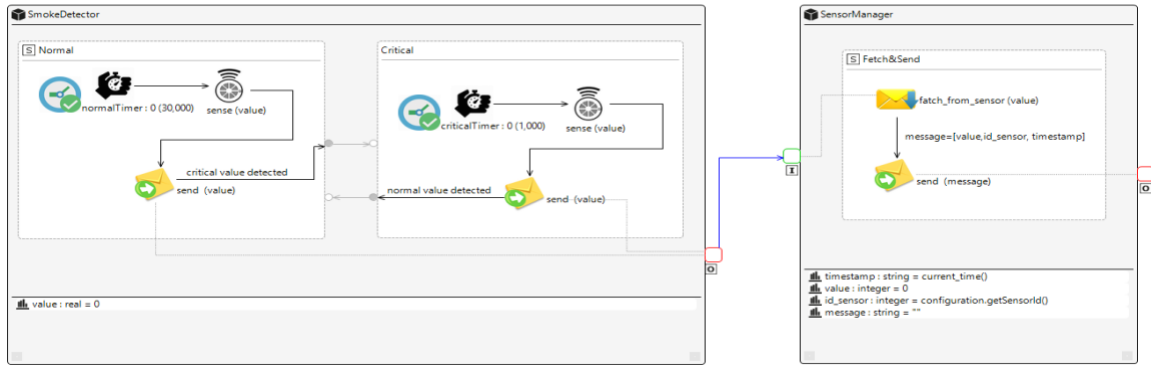 SmokeDetector
S Normal
normalTimer : 0 (30,000)
sense (value)
critical value detected
send (value)
Critical
criticalTimer : 0 (1,000)
sense (value)
normal value detected
send (value)
O
value : real = 0
SensorManager
S Fetch&Send
fatch_from_sensor (value)
message=[value,id_sensor, timestamp]
send (message)
I
O
timestamp : string = current_time()
value : integer = 0
id_sensor : integer = configuration.getSensorId()
message : string = ""